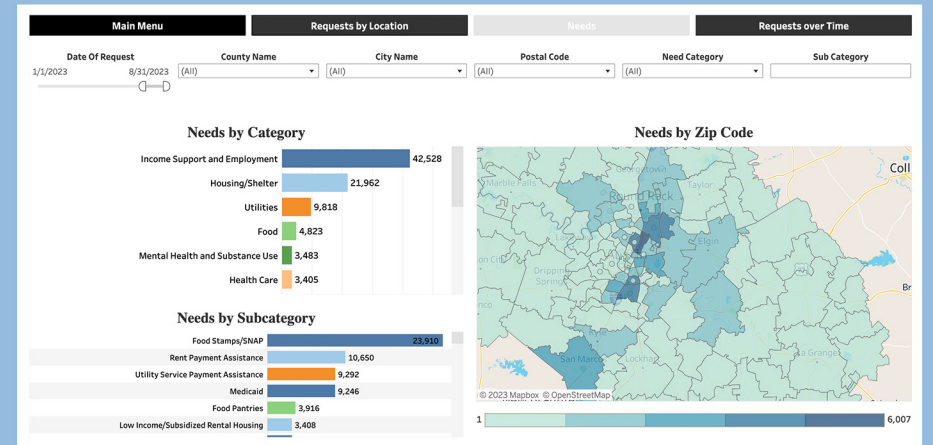 Main Menu
Requests by Location
Needs
Requests over Time
Date Of Request
County Name
City Name
Postal Code
Need Category
Sub Category
1/1/2023
8/31/2023
(All)
(All)
(All)
(All)
Needs by Category
Income Support and Employment 42,528
Housing/Shelter 21,962
Utilities 9,818
Food 4,823
Mental Health and Substance Use 3,483
Health Care 3,405
Needs by Subcategory
Food Stamps/SNAP 23,910
Rent Payment Assistance 10,650
Utility Service Payment Assistance 9,292
Medicaid 9,246
Food Pantries 3,916
Low Income/Subsidized Rental Housing 3,408
Needs by Zip Code
Georgetown
Coll
Marble Falls
Taylor
Round Rock
Elgin
Dripping
Springs
Br
San Marco
Lockhar
La Grange
© 2023 Mapbox © OpenStreetMap
1
6,007